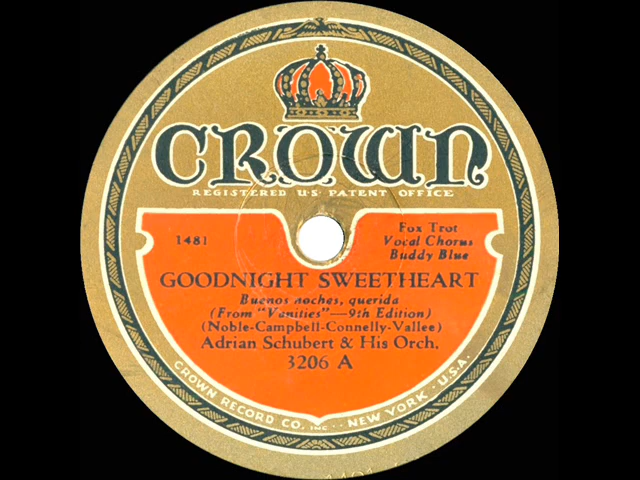 CROWN
REGISTERED U·S· PATENT OFFICE
1481
Fox Trot
Vocal Chorus
Buddy Blue
GOODNIGHT SWEETHEART
Buenos noches, querida
(From "Vanities"—9th Edition)
(Noble-Campbell-Connelly-Vallee)
Adrian Schubert & His Orch.
3206 A
CROWN RECORD CO. INC · NEW YORK · U.S.A.